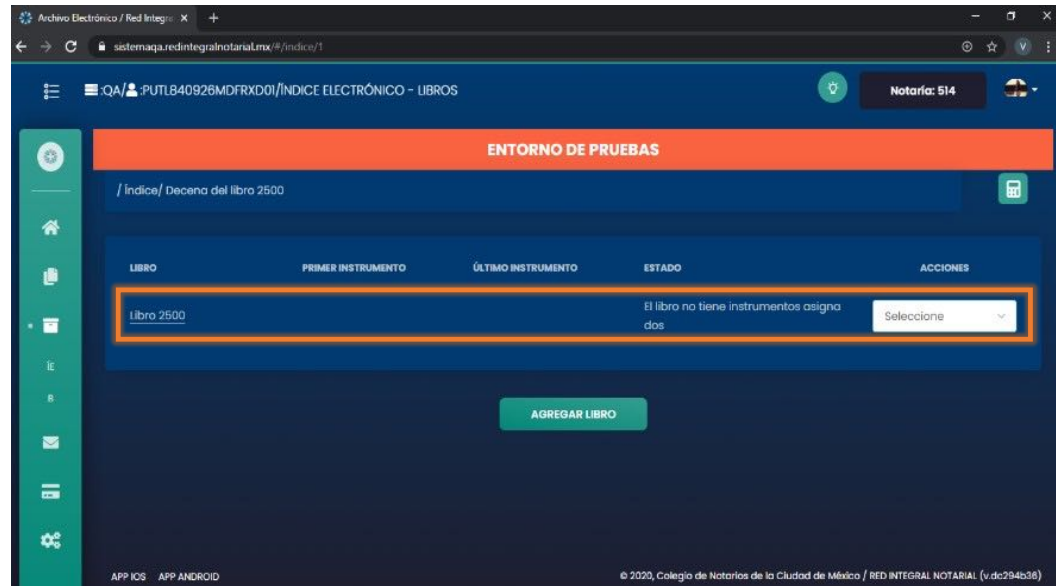 Archivo Electrónico / Red Integra
sistemaqa.redintegralnotarial.mx/#/indice/1
V
:QA/ :PUTL840926MDFRXD01/ÍNDICE ELECTRÓNICO - LIBROS
Notaría: 514
ENTORNO DE PRUEBAS
/ Índice/ Decena del libro 2500
LIBRO PRIMER INSTRUMENTO ÚLTIMO INSTRUMENTO ESTADO ACCIONES
Libro 2500 El libro no tiene instrumentos asigna Seleccione
dos
ÍE
R
AGREGAR LIBRO
APP IOS APP ANDROID © 2020, Colegio de Notarios de la Ciudad de México / RED INTEGRAL NOTARIAL (v.dc294b36)